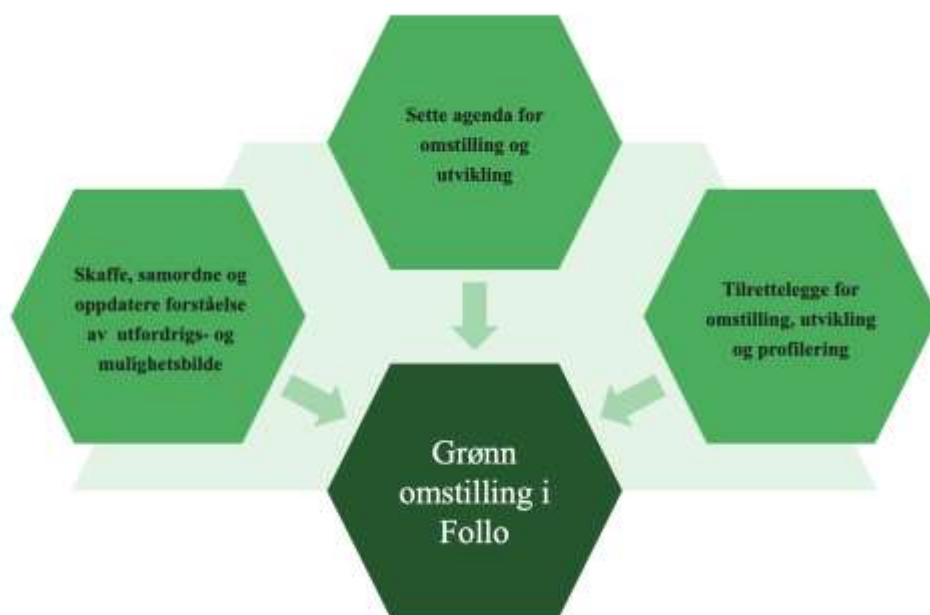 Sette agenda for
omstilling og
utvikling
Skaffe, samordne og
oppdatere forståelse
av utfordrigs- og
mulighetsbilde
Tilrettelegge for
omstilling, utvikling
og profilering
Grønn
omstilling i
Follo